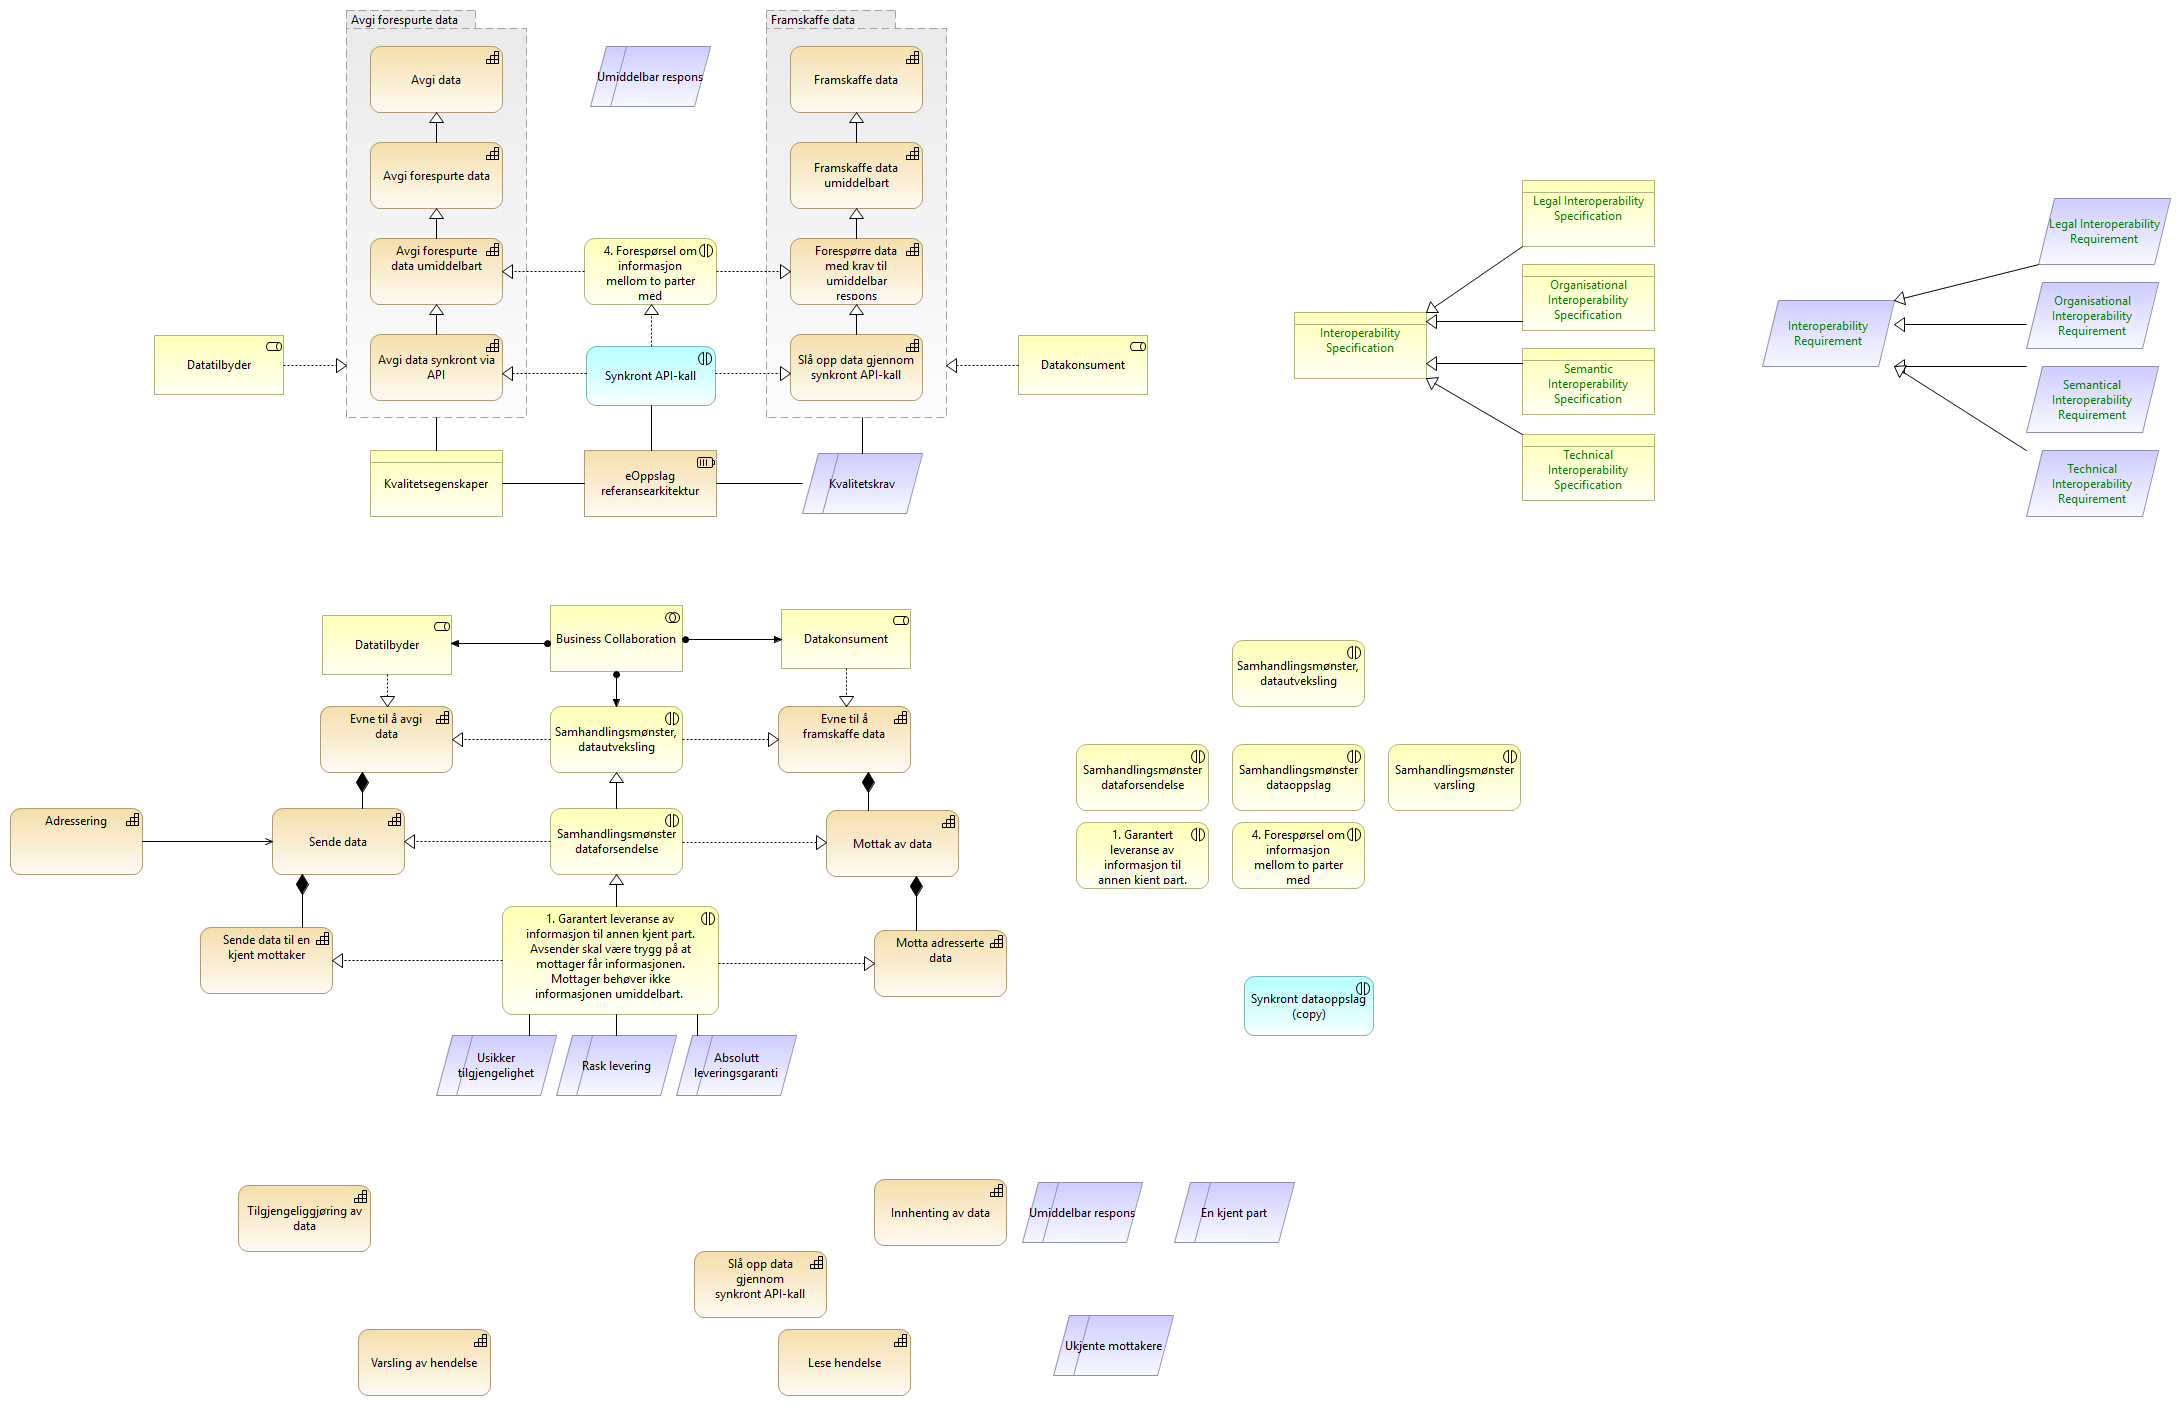 Avgi forespurte data
Framskaffe data
Avgi data
Umiddelbar respons
Framskaffe data
Avgi forespurte data
Framskaffe data
umiddelbart
Avgi forespurte
data umiddelbart
4. Forespørsel om
informasjon
mellom to parter
med
Forespørre data
med krav til
umiddelbar
respons
Datatilbyder
Avgi data synkront via
API
Synkront API-kall
Slå opp data gjennom
synkront API-kall
Datakonsument
Kvalitetsegenskaper
eOppslag
referansearkitektur
Kvalitetskrav
Legal Interoperability
Specification
Organisational
Interoperability
Specification
Interoperability
Specification
Semantic
Interoperability
Specification
Technical
Interoperability
Specification
Legal Interoperability
Requirement
Organisational
Interoperability
Requirement
Interoperability
Requirement
Semantical
Interoperability
Requirement
Technical
Interoperability
Requirement
Datatilbyder
Business Collaboration
Datakonsument
Evne til å avgi
data
Samhandlingsmønster,
datautveksling
Evne til å
framskaffe data
Adressering
Sende data
Samhandlingsmønster
dataforsendelse
Mottak av data
Sende data til en
kjent mottaker
1. Garantert leveranse av
informasjon til annen kjent part.
Avsender skal være trygg på at
mottager får informasjonen.
Mottager behøver ikke
informasjonen umiddelbart.
Motta adresserte
data
Usikker
tilgjengelighet
Rask levering
Absolutt
leveringsgaranti
Samhandlingsmønster,
datautveksling
Samhandlingsmønster
dataforsendelse
Samhandlingsmønster
dataoppslag
Samhandlingsmønster
varsling
1. Garantert
leveranse av
informasjon til
annen kjent part.
4. Forespørsel om
informasjon
mellom to parter
med
Synkront dataoppslag
(copy)
Tilgjengeliggjøring av
data
Innhenting av data
Umiddelbar respons
En kjent part
Slå opp data
gjennom
synkront API-kall
Varsling av hendelse
Lese hendelse
Ukjente mottakere